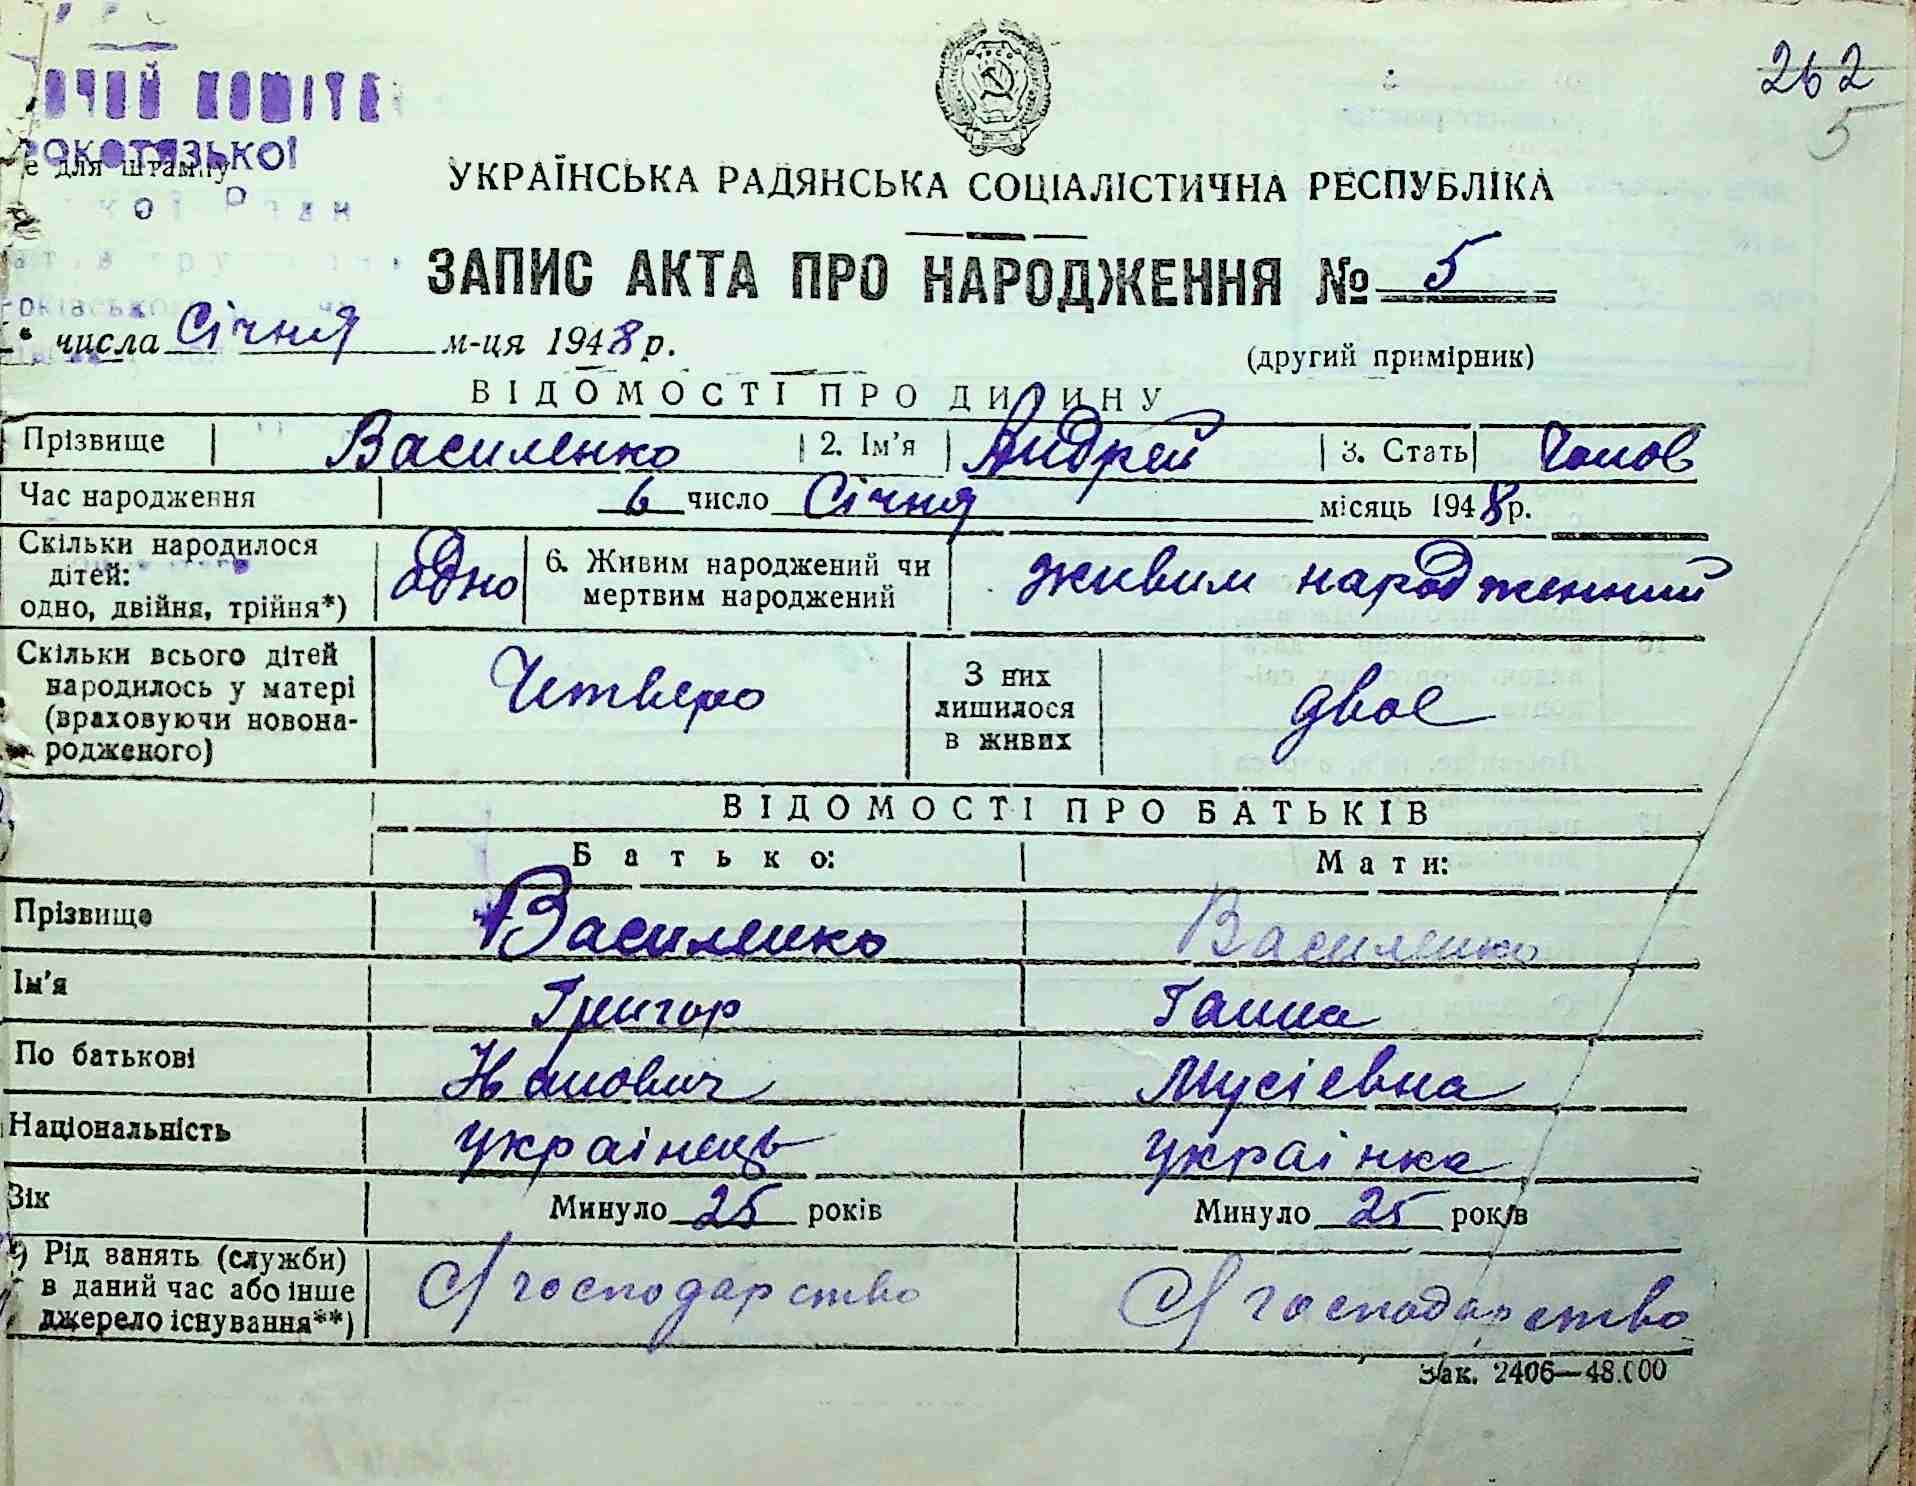 262
5
ОЧИЙ КОМІТЕ
РОКОТЯЗЬКОЇ
е для штампу
УКРАЇНСЬКА РАДЯНСЬКА СОЦІАЛІСТИЧНА РЕСПУБЛІКА
ЗАПИС АКТА ПРО НАРОДЖЕННЯ № 5
числа Січня м-ця 1948 р.
(другий примірник)
ВІДОМОСТІ ПРО ДИТИНУ
Прізвище Василенко 2. Ім'я Андрей 3. Стать Чолов
Час народження 6 число Січня місяць 1948 р.
Скільки народилося дітей: одно, двійня, трійня*) одно 6. Живим народжений чи мертвим народжений живим народженний
Скільки всього дітей народилось у матері (враховуючи новонародженого) Четверо З них лишилося в живих двое
ВІДОМОСТІ ПРО БАТЬКІВ
Батько: Мати:
Прізвище Василенко Василенко
Ім'я Григор Ганна
По батькові Мусієвна
Національність українець українка
Вік Минуло 25 років Минуло 25 років
Рід занять (служби) в даний час або інше джерело існування**) с/господарство с/господарство
Зак. 2406—48.000